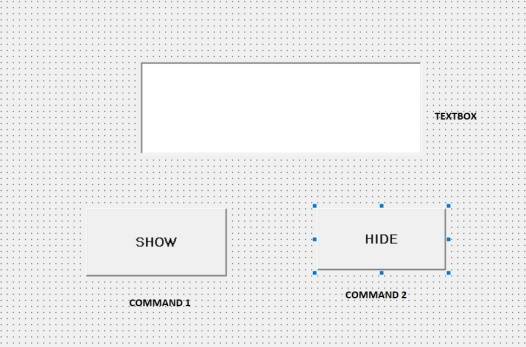 TEXTBOX
SHOW
HIDE
COMMAND 1
COMMAND 2